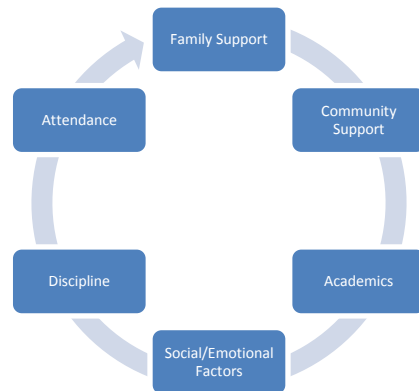 Family Support
Community
Support
Academics
Social/Emotional
Factors
Discipline
Attendance